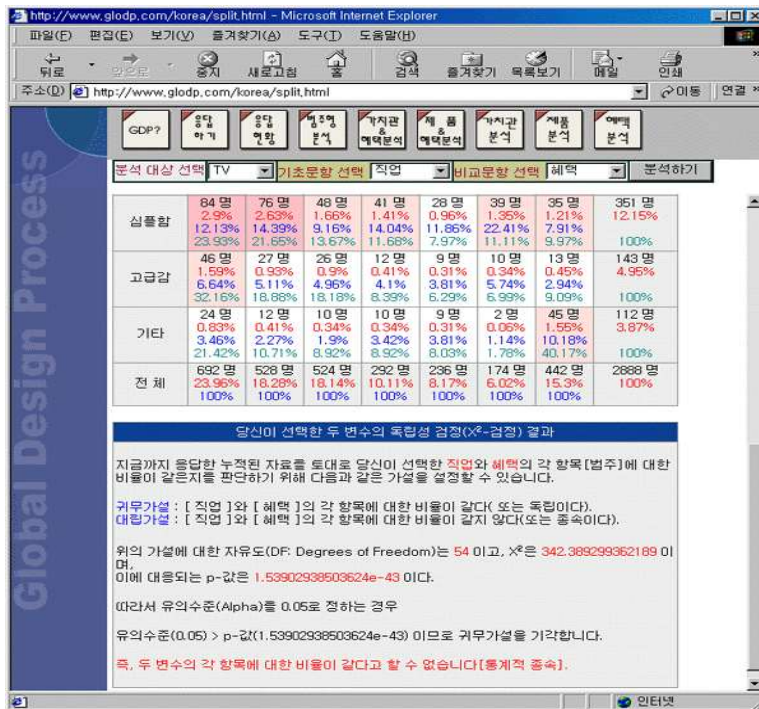 http://www.glodp.com/korea/split.html - Microsoft Internet Explorer
파일(F) 편집(E) 보기(V) 즐겨찾기(A) 도구(T) 도움말(H)
뒤로 앞으로 중지 새로고침 홈 검색 즐겨찾기 목록보기 메일 인쇄
주소(D) http://www.glodp.com/korea/split.html 이동 연결
GDP? 응답하기 응답현황 범주형분석 가치관&혜택분석 제품&혜택분석 가치관분석 제품분석 혜택분석
분석 대상 선택 TV 기초문항 선택 직업 비교문항 선택 혜택 분석하기
84 명 76 명 48 명 41 명 28 명 39 명 35 명 351 명
심플함 2.9% 2.63% 1.66% 1.41% 0.96% 1.35% 1.21% 12.15%
12.13% 14.39% 9.16% 14.04% 11.86% 22.41% 7.91%
23.93% 21.65% 13.67% 11.68% 7.97% 11.11% 9.97% 100%
46 명 27 명 26 명 12 명 9 명 10 명 13 명 143 명
고급감 1.59% 0.93% 0.9% 0.41% 0.31% 0.34% 0.45% 4.95%
6.64% 5.11% 4.96% 4.1% 3.81% 5.74% 2.94%
32.16% 18.88% 18.18% 8.39% 6.29% 6.99% 9.09% 100%
24 명 12 명 10 명 10 명 9 명 2 명 45 명 112 명
기타 0.83% 0.41% 0.34% 0.34% 0.31% 0.06% 1.55% 3.87%
3.46% 2.27% 1.9% 3.42% 3.81% 1.14% 10.18%
21.42% 10.71% 8.92% 8.92% 8.03% 1.78% 40.17% 100%
692 명 528 명 524 명 292 명 236 명 174 명 442 명 2888 명
전 체 23.96% 18.28% 18.14% 10.11% 8.17% 6.02% 15.3% 100%
100% 100% 100% 100% 100% 100% 100%
당신이 선택한 두 변수의 독립성 검정(X²-검정) 결과
지금까지 응답한 누적된 자료를 토대로 당신이 선택한 직업와 혜택의 각 항목[범주]에 대한
비율이 같은지를 판단하기 위해 다음과 같은 가설을 설정할 수 있습니다.
귀무가설 : [ 직업 ]와 [ 혜택 ]의 각 항목에 대한 비율이 같다( 또는 독립이다).
대립가설 : [ 직업 ]와 [ 혜택 ]의 각 항목에 대한 비율이 같지 않다(또는 종속이다).
위의 가설에 대한 자유도(DF: Degrees of Freedom)는 54 이고, X²은 342.389299362189 이
며,
이에 대응되는 p-값은 1.53902938503624e-43 이다.
따라서 유의수준(Alpha)를 0.05로 정하는 경우
유의수준(0.05) > p-값(1.53902938503624e-43) 이므로 귀무가설을 기각합니다.
즉, 두 변수의 각 항목에 대한 비율이 같다고 할 수 없습니다[통계적 종속].
Global Design Process
인터넷